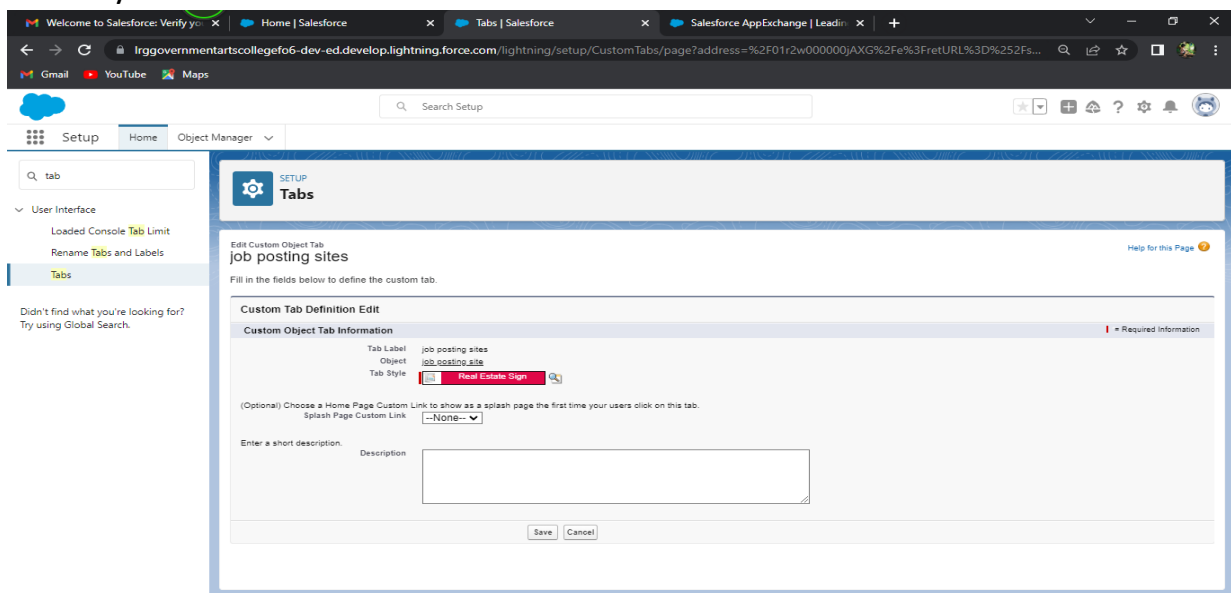 Welcome to Salesforce: Verify yo
Home | Salesforce
Tabs | Salesforce
Salesforce AppExchange | Leadin
lrggovernmentartscollegefo6-dev-ed.develop.lightning.force.com/lightning/setup/CustomTabs/page?address=%2F01r2w000000jAXG%2Fe%3FretURL%3D%252Fs...
Gmail YouTube Maps
Search Setup
Setup Home Object Manager
tab
User Interface
Loaded Console Tab Limit
Rename Tabs and Labels
Tabs
Didn't find what you're looking for?
Try using Global Search.
SETUP
Tabs
Edit Custom Object Tab
job posting sites
Help for this Page
Fill in the fields below to define the custom tab.
Custom Tab Definition Edit
Custom Object Tab Information
= Required Information
Tab Label job posting sites
Object job posting site
Tab Style Real Estate Sign
(Optional) Choose a Home Page Custom Link to show as a splash page the first time your users click on this tab.
Splash Page Custom Link --None--
Enter a short description.
Description
Save Cancel